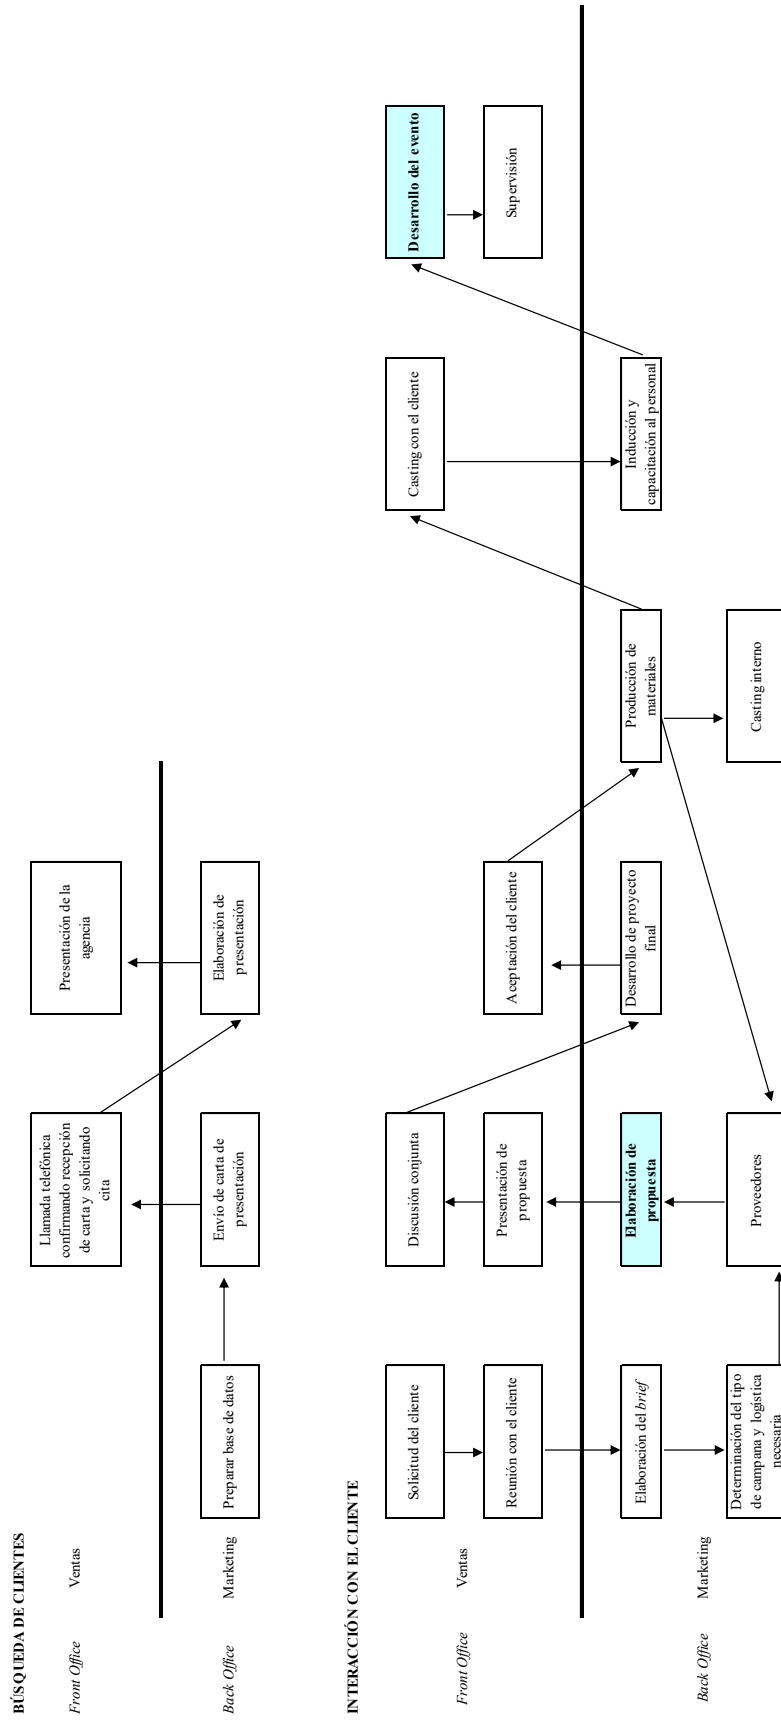 BÚSQUEDA DE CLIENTES
Front Office
Ventas
Llamada telefónica
confirmando recepción
de carta y solicitando
cita
Presentación de la
agencia
Back Office
Marketing
Preparar base de datos
Envío de carta de
presentación
Elaboración de
presentación
INTERACCIÓN CON EL CLIENTE
Front Office
Ventas
Solicitud del cliente
Reunión con el cliente
Discusión conjunta
Presentación de
propuesta
Aceptación del cliente
Casting con el cliente
Desarrollo del evento
Supervisión
Back Office
Marketing
Elaboración del brief
Determinación del tipo
de campana y logística
necesaria
Elaboración de
propuesta
Proveedores
Desarrollo de proyecto
final
Producción de
materiales
Casting interno
Inducción y
capacitación al personal